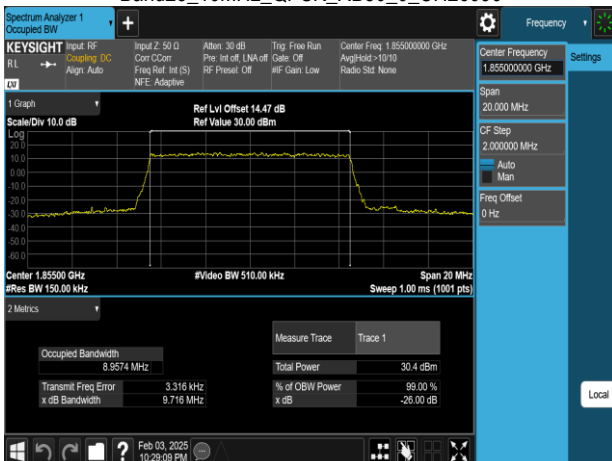 Spectrum Analyzer 1
Occupied BW
+
Frequency
KEYSIGHT
RL
LXI
Input: RF
Coupling: DC
Align: Auto
Input Z: 50 Ω
Corr CCorr
Freq Ref: Int (S)
NFE: Adaptive
Atten: 30 dB
Pre: Int off, LNA off
RF Presel: Off
Trig: Free Run
Gate: Off
#IF Gain: Low
Center Freq: 1.855000000 GHz
Avg|Hold:>10/10
Radio Std: None
Center Frequency
1.855000000 GHz
Settings
Span
20.000 MHz
CF Step
2.000000 MHz
Auto
Man
Freq Offset
0 Hz
Local
1 Graph
Scale/Div 10.0 dB
Ref Lvl Offset 14.47 dB
Ref Value 30.00 dBm
Log
20.0
10.0
0.00
-10.0
-20.0
-30.0
-40.0
-50.0
-60.0
Center 1.85500 GHz
#Video BW 510.00 kHz
Span 20 MHz
#Res BW 150.00 kHz
Sweep 1.00 ms (1001 pts)
2 Metrics
Measure Trace
Trace 1
Occupied Bandwidth
8.9574 MHz
Total Power
30.4 dBm
Transmit Freq Error
3.316 kHz
% of OBW Power
99.00 %
x dB Bandwidth
9.716 MHz
x dB
-26.00 dB
?
Feb 03, 2025
10:29:09 PM